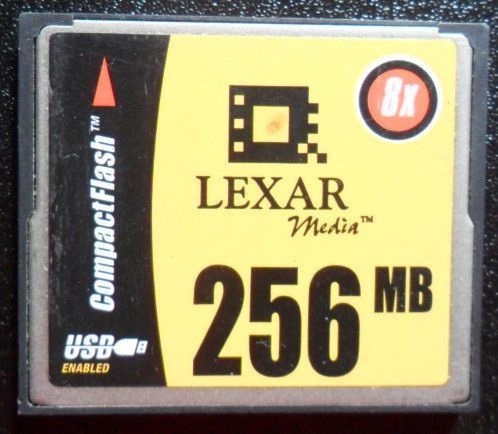 8x
CompactFlash™
LEXAR
Media™
256 MB
USB
ENABLED